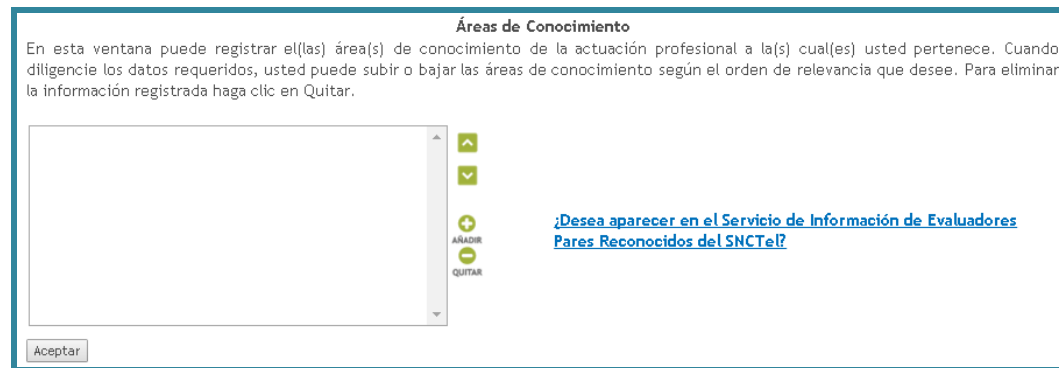 Áreas de Conocimiento
En esta ventana puede registrar el(las) área(s) de conocimiento de la actuación profesional a la(s) cual(es) usted pertenece. Cuando
diligencie los datos requeridos, usted puede subir o bajar las áreas de conocimiento según el orden de relevancia que desee. Para eliminar
la información registrada haga clic en Quitar.
AÑADIR
QUITAR
¿Desea aparecer en el Servicio de Información de Evaluadores
Pares Reconocidos del SNCTeI?
Aceptar